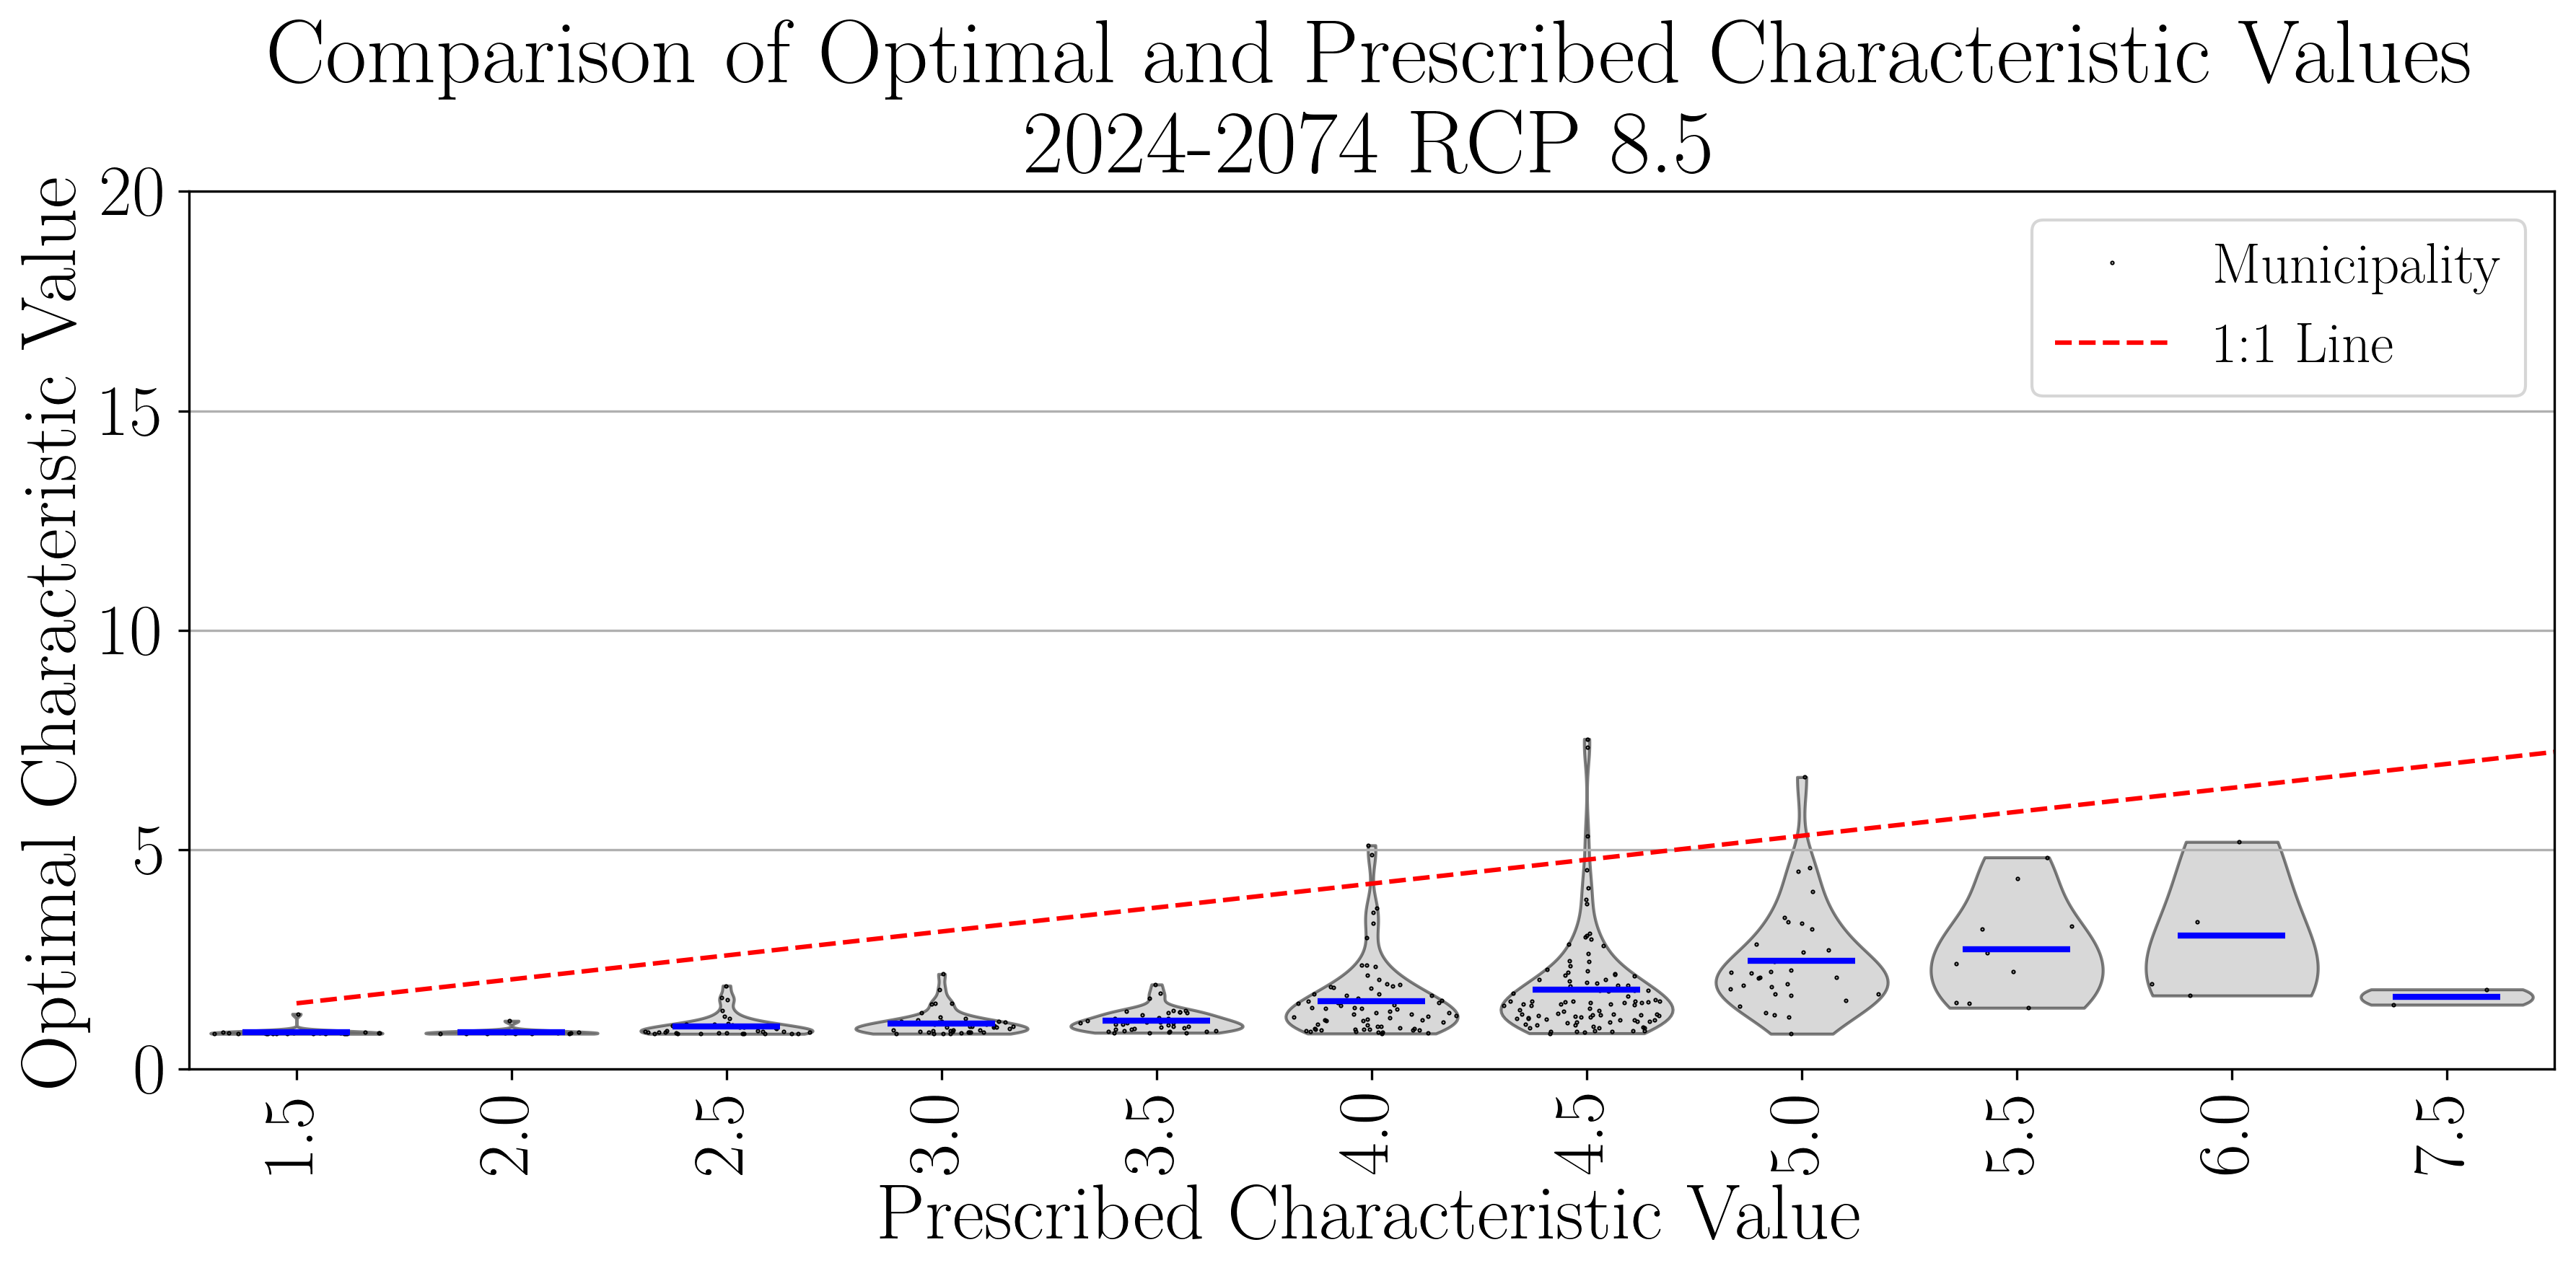 Comparison of Optimal and Prescribed Characteristic Values
2024-2074 RCP 8.5
Optimal Characteristic Value
20
15
10
5
0
Municipality
1:1 Line
1.5
2.0
2.5
3.0
3.5
4.0
4.5
5.0
5.5
6.0
7.5
Prescribed Characteristic Value